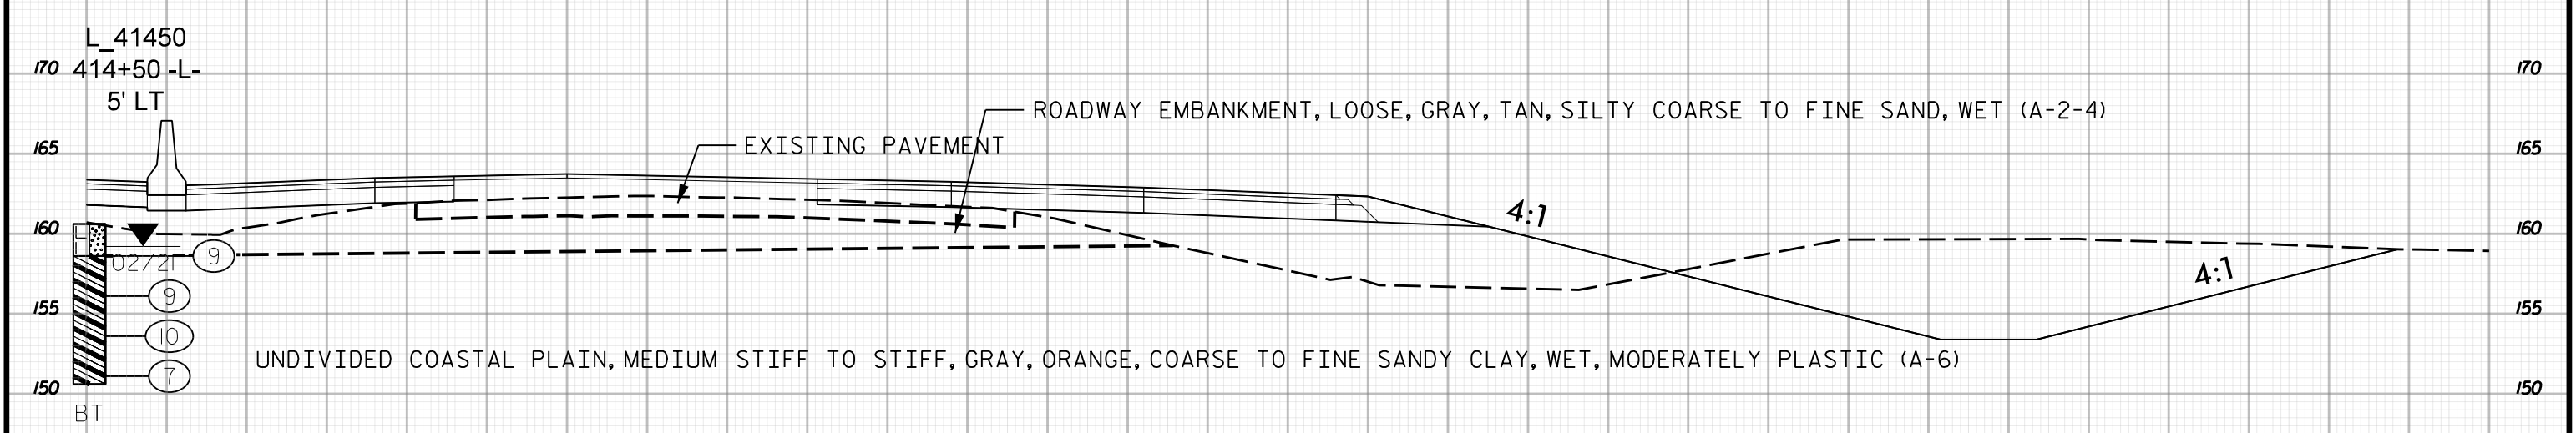 L_41450
170 414+50 -L- 170
5' LT
ROADWAY EMBANKMENT, LOOSE, GRAY, TAN, SILTY COARSE TO FINE SAND, WET (A-2-4)
EXISTING PAVEMENT
165 165
4:1
160 160
02/21 9
4:1
9
155 155
10
UNDIVIDED COASTAL PLAIN, MEDIUM STIFF TO STIFF, GRAY, ORANGE, COARSE TO FINE SANDY CLAY, WET, MODERATELY PLASTIC (A-6)
7
150 150
BT